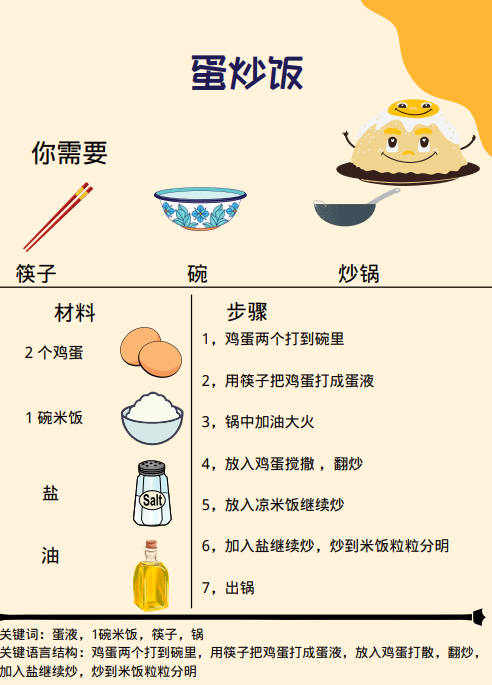 蛋炒饭
你需要
筷子
碗
炒锅
材料
2 个鸡蛋
1 碗米饭
盐
Salt
油
步骤
1，鸡蛋两个打到碗里
2，用筷子把鸡蛋打成蛋液
3，锅中加油大火
4，放入鸡蛋搅撒 ，翻炒
5，放入凉米饭继续炒
6，加入盐继续炒，炒到米饭粒粒分明
7，出锅
关键词：蛋液，1碗米饭，筷子，锅
关键语言结构：鸡蛋两个打到碗里，用筷子把鸡蛋打成蛋液，放入鸡蛋打散，翻炒，
加入盐继续炒，炒到米饭粒粒分明